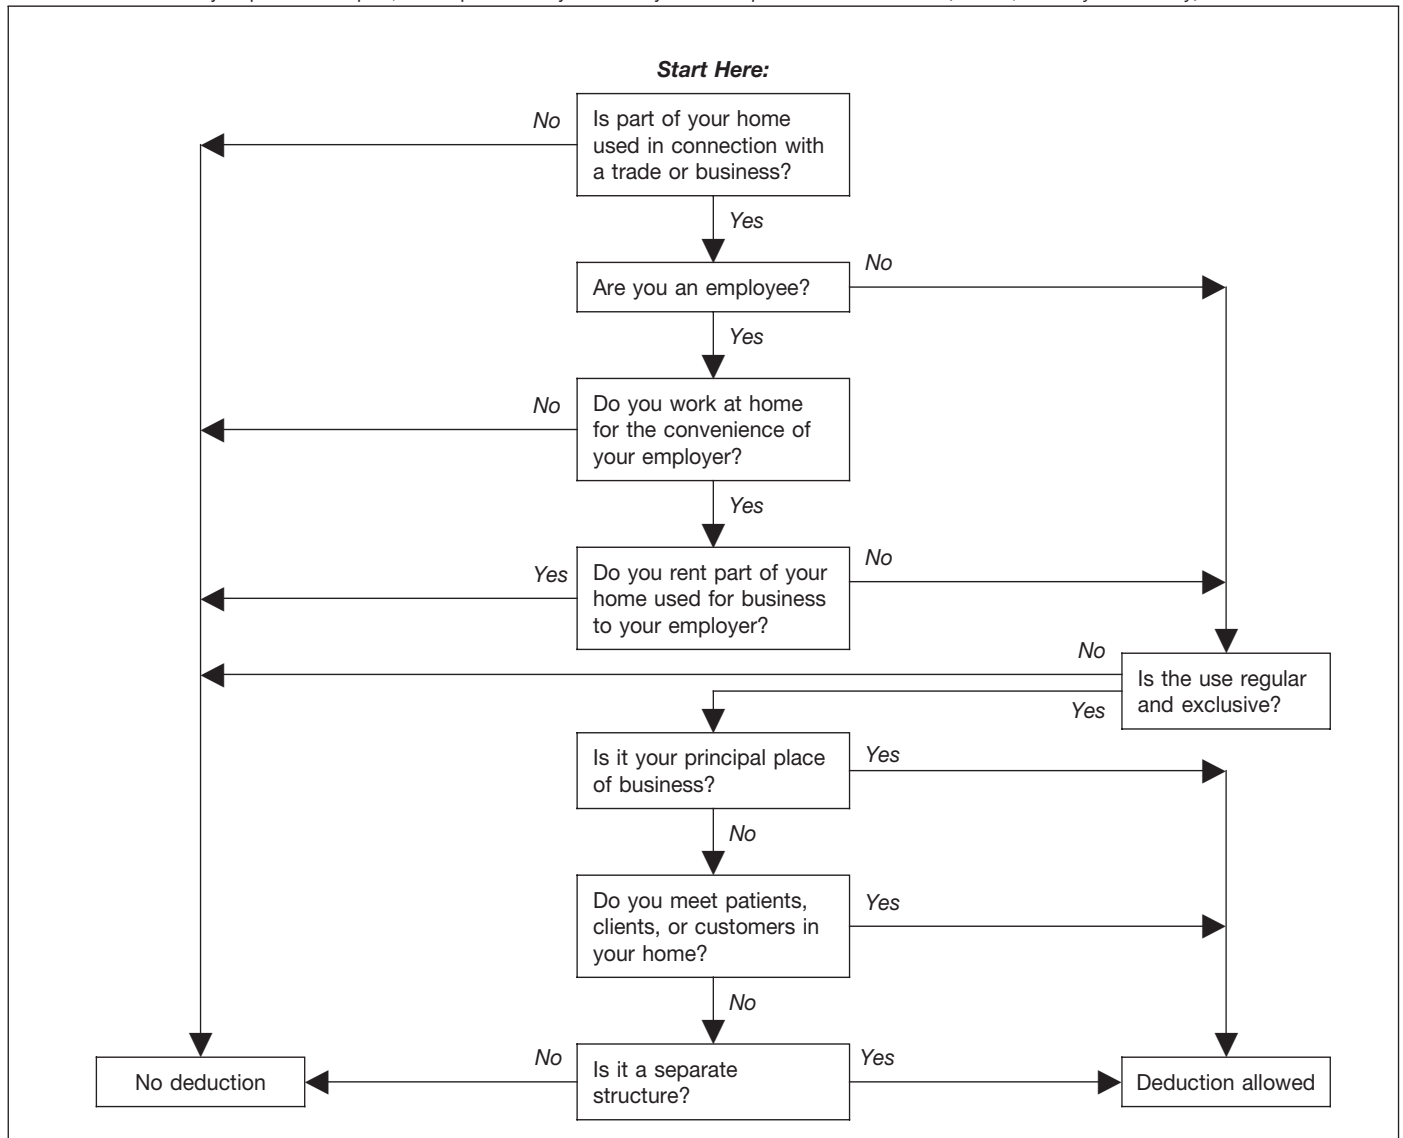 Start Here:
No
Is part of your home
used in connection with
a trade or business?
Yes
Are you an employee?
No
Yes
No
Do you work at home
for the convenience of
your employer?
Yes
Yes
Do you rent part of your
home used for business
to your employer?
No
No
Is the use regular
and exclusive?
Yes
Is it your principal place
of business?
Yes
No
Do you meet patients,
clients, or customers in
your home?
Yes
No
No
Is it a separate
structure?
Yes
No deduction
Deduction allowed